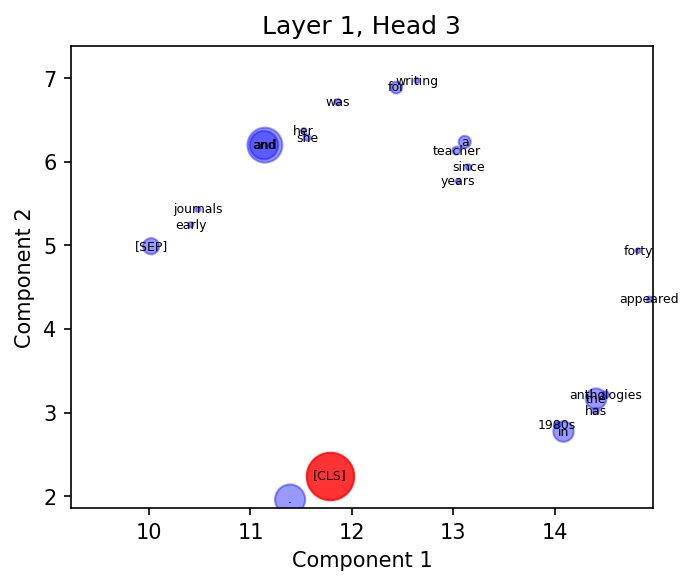 Layer 1, Head 3
7
6
5
4
3
2
Component 2
writing
for
was
her
she
and
a
teacher
since
years
journals
early
[SEP]
forty
appeared
anthologies
the
has
1980s
in
[CLS]
.
10
11
12
13
14
Component 1